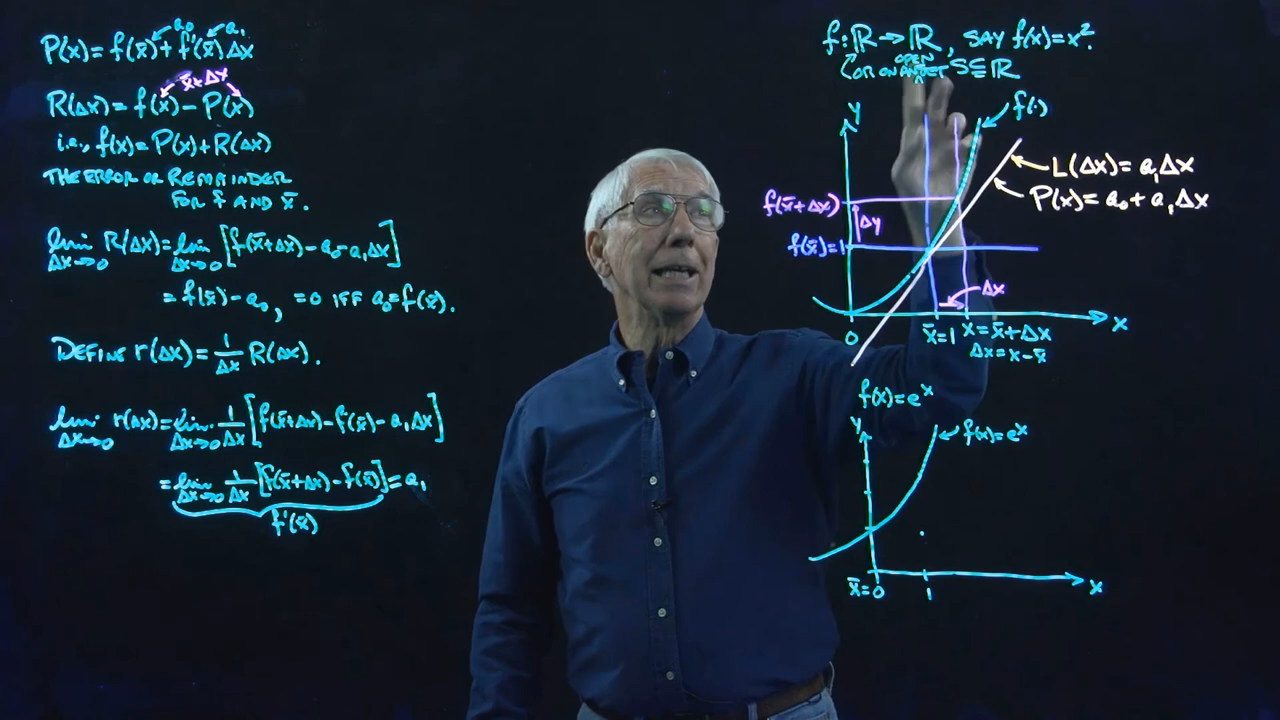 a₀ a₁
P(x) = f(x̄) + f'(x̄) Δx
x̄ + Δx
R(Δx) = f(x) − P(x)
i.e., f(x) = P(x) + R(Δx)
THE ERROR OR REMAINDER
FOR f AND x̄.
lim Δx→0 R(Δx) = lim Δx→0 [f(x̄+Δx) − a₀ − a₁Δx]
= f(x̄) − a₀, = 0 IFF a₀ = f(x̄).
DEFINE r(Δx) = 1/Δx R(Δx).
lim Δx→0 r(Δx) = lim Δx→0 1/Δx [f(x̄+Δx) − f(x̄) − a₁Δx]
= lim Δx→0 1/Δx [f(x̄+Δx) − f(x̄)] = a₁
f'(x̄)
f: ℝ → ℝ, SAY f(x) = x².
OPEN
OR ON AN SET S ⊆ ℝ
Y
f(·)
L(Δx) = a₁Δx
P(x) = a₀ + a₁Δx
f(x̄+Δx)
Δy
f(x̄) = 1
Δx
0
x̄ = 1
x = x̄ + Δx
X
Δx = x − x̄
f(x) = eˣ
Y
f(x) = eˣ
x̄ = 0
1
X